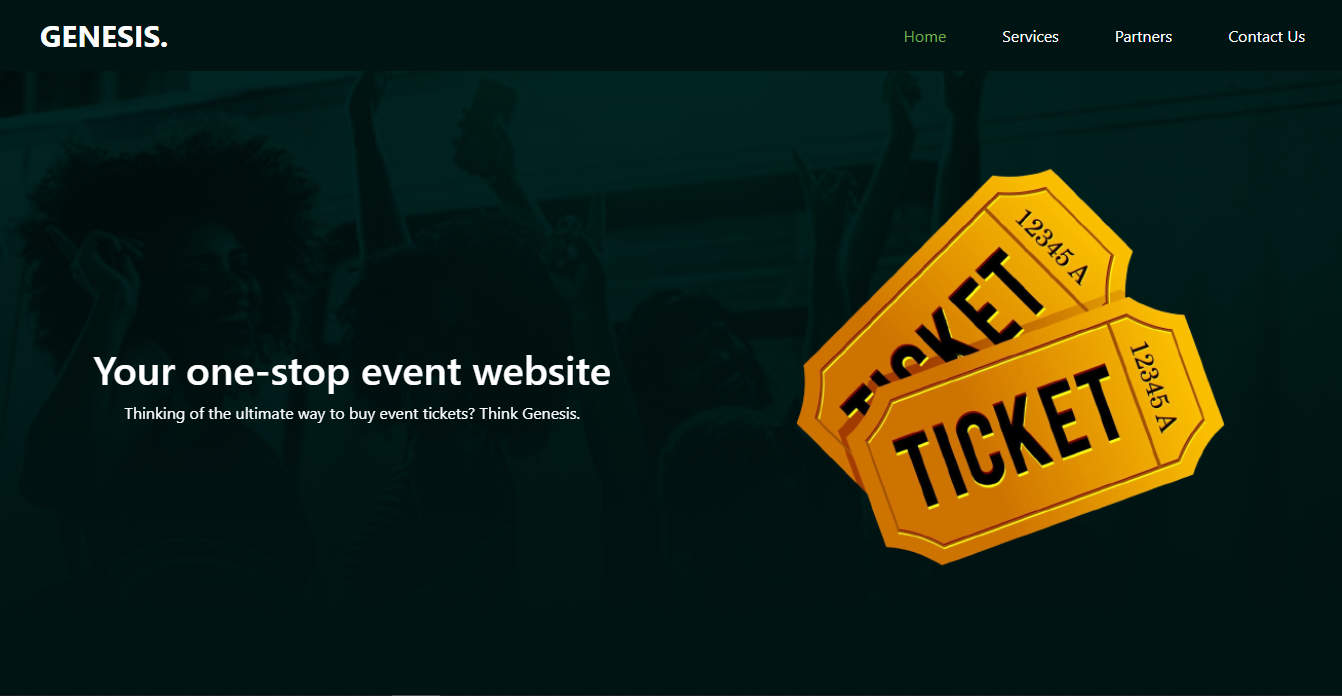 GENESIS.
Home Services Partners Contact Us
Your one-stop event website
Thinking of the ultimate way to buy event tickets? Think Genesis.
12345 A
TICKET
12345 A
TICKET